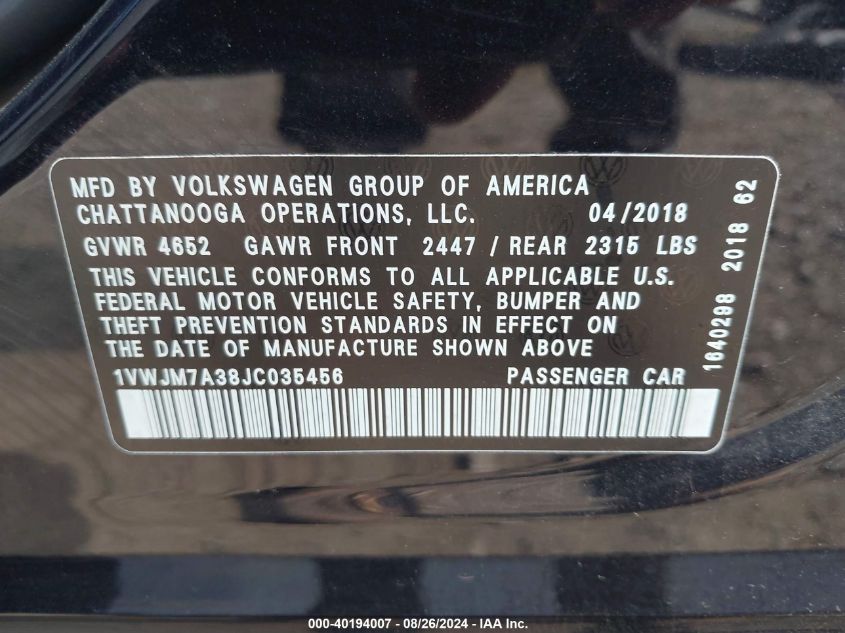 MFD BY VOLKSWAGEN GROUP OF AMERICA
CHATTANOOGA OPERATIONS, LLC. 04/2018
GVWR 4652 GAWR FRONT 2447 / REAR 2315 LBS
THIS VEHICLE CONFORMS TO ALL APPLICABLE U.S.
FEDERAL MOTOR VEHICLE SAFETY, BUMPER AND
THEFT PREVENTION STANDARDS IN EFFECT ON
THE DATE OF MANUFACTURE SHOWN ABOVE
1VWJM7A38JC035456 PASSENGER CAR
1640298 2018 62
000-40194007 - 08/26/2024 - IAA Inc.